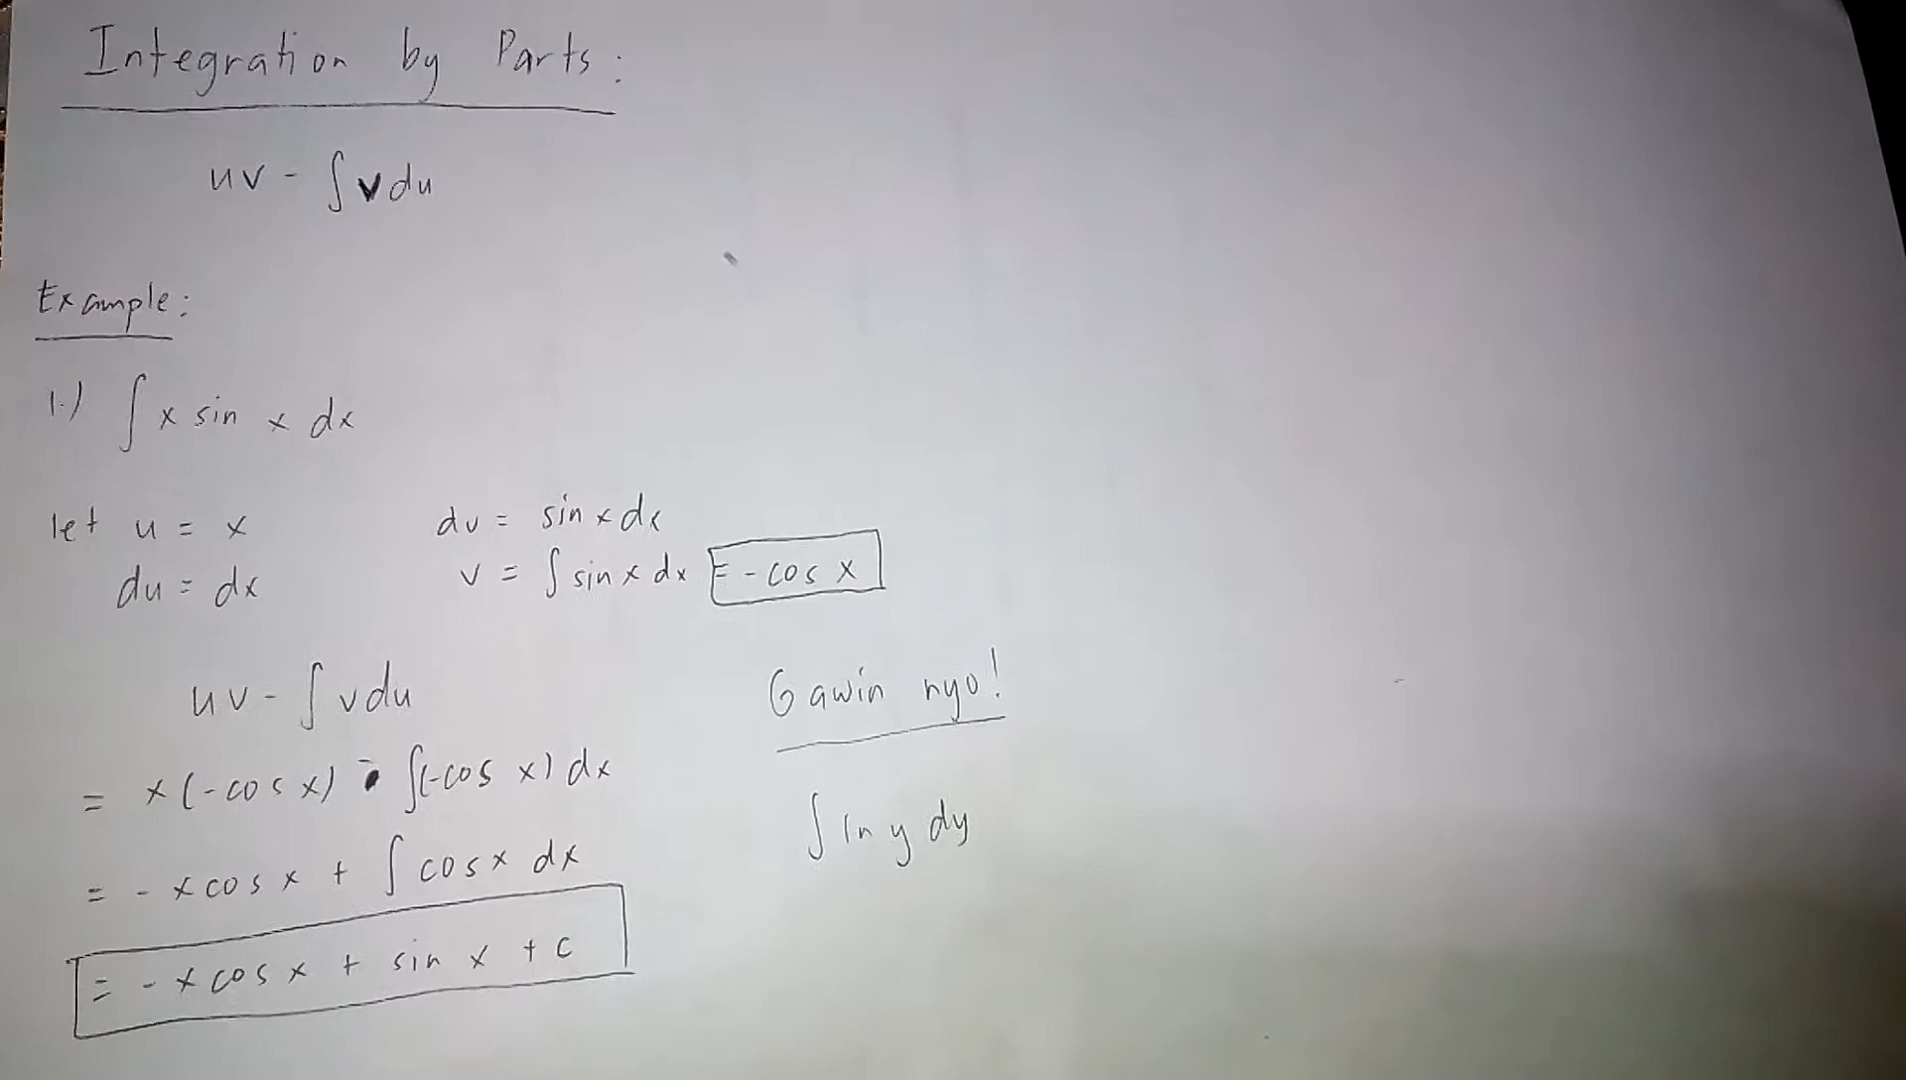 Integration by Parts:
uv - ∫vdu
Example:
1.) ∫ x sin x dx
let u = x
du = dx
dv = sin x dx
v = ∫ sin x dx = - cos x
uv - ∫ vdu
= x(-cos x) - ∫(-cos x) dx
= - x cos x + ∫ cos x dx
= - x cos x + sin x + c
Gawin nyo!
∫ ln y dy